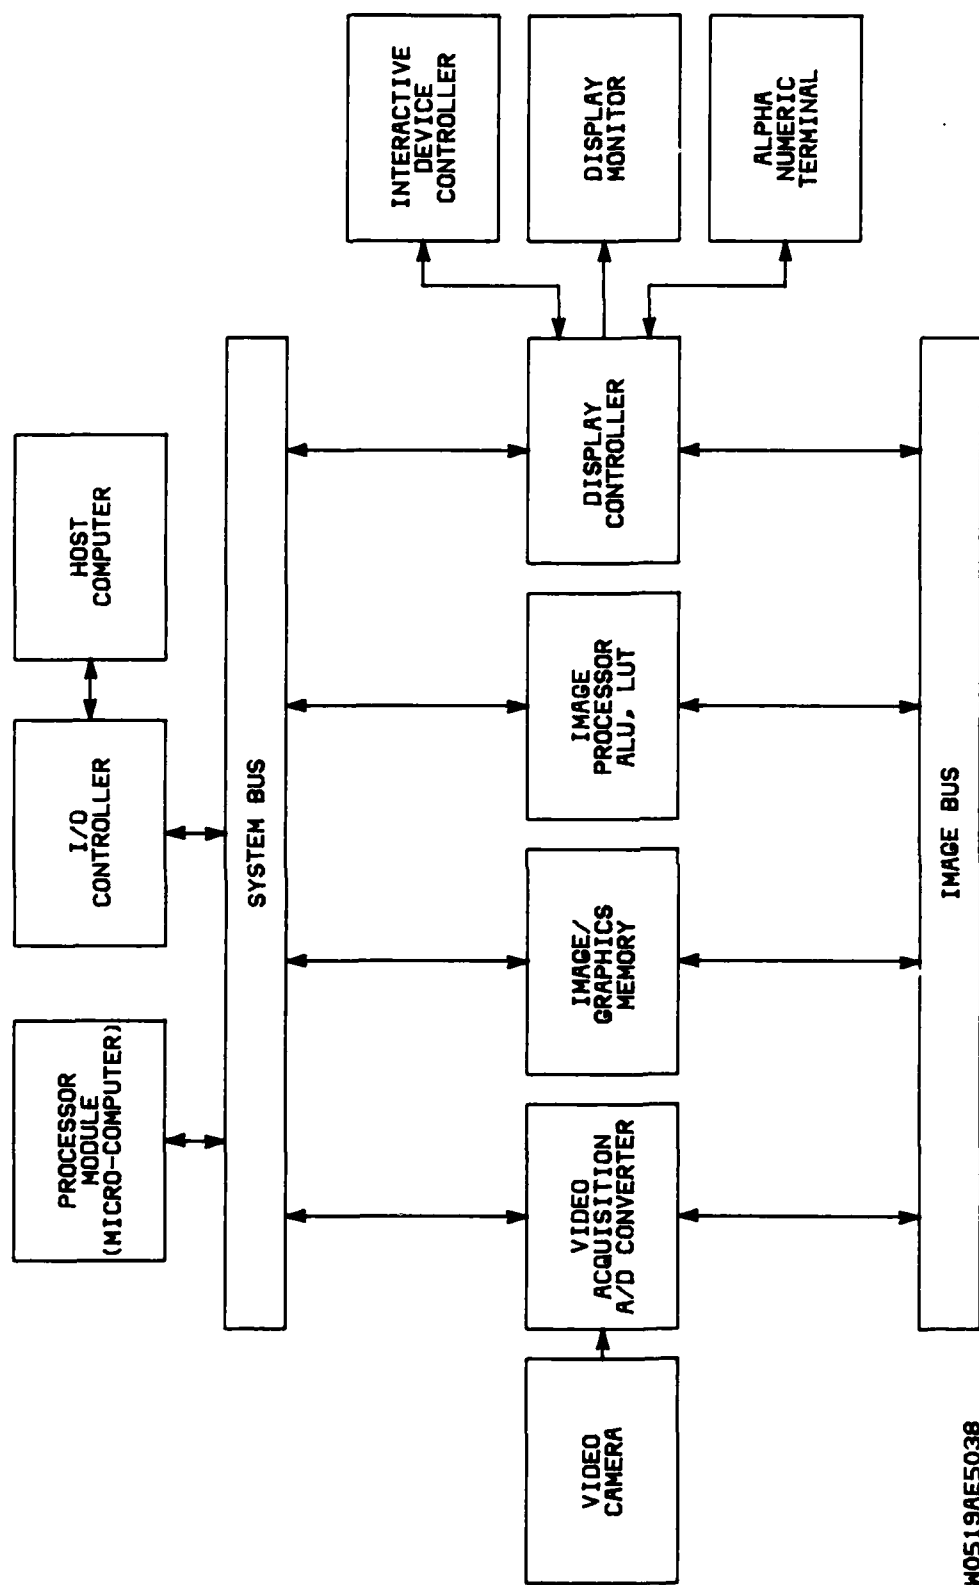 PROCESSOR
MODULE
(MICRO-COMPUTER)
I/O
CONTROLLER
HOST
COMPUTER
SYSTEM BUS
VIDEO
CAMERA
VIDEO
ACQUISITION
A/D CONVERTER
IMAGE/
GRAPHICS
MEMORY
IMAGE
PROCESSOR
ALU, LUT
DISPLAY
CONTROLLER
INTERACTIVE
DEVICE
CONTROLLER
DISPLAY
MONITOR
ALPHA
NUMERIC
TERMINAL
IMAGE BUS
W0519AE5038